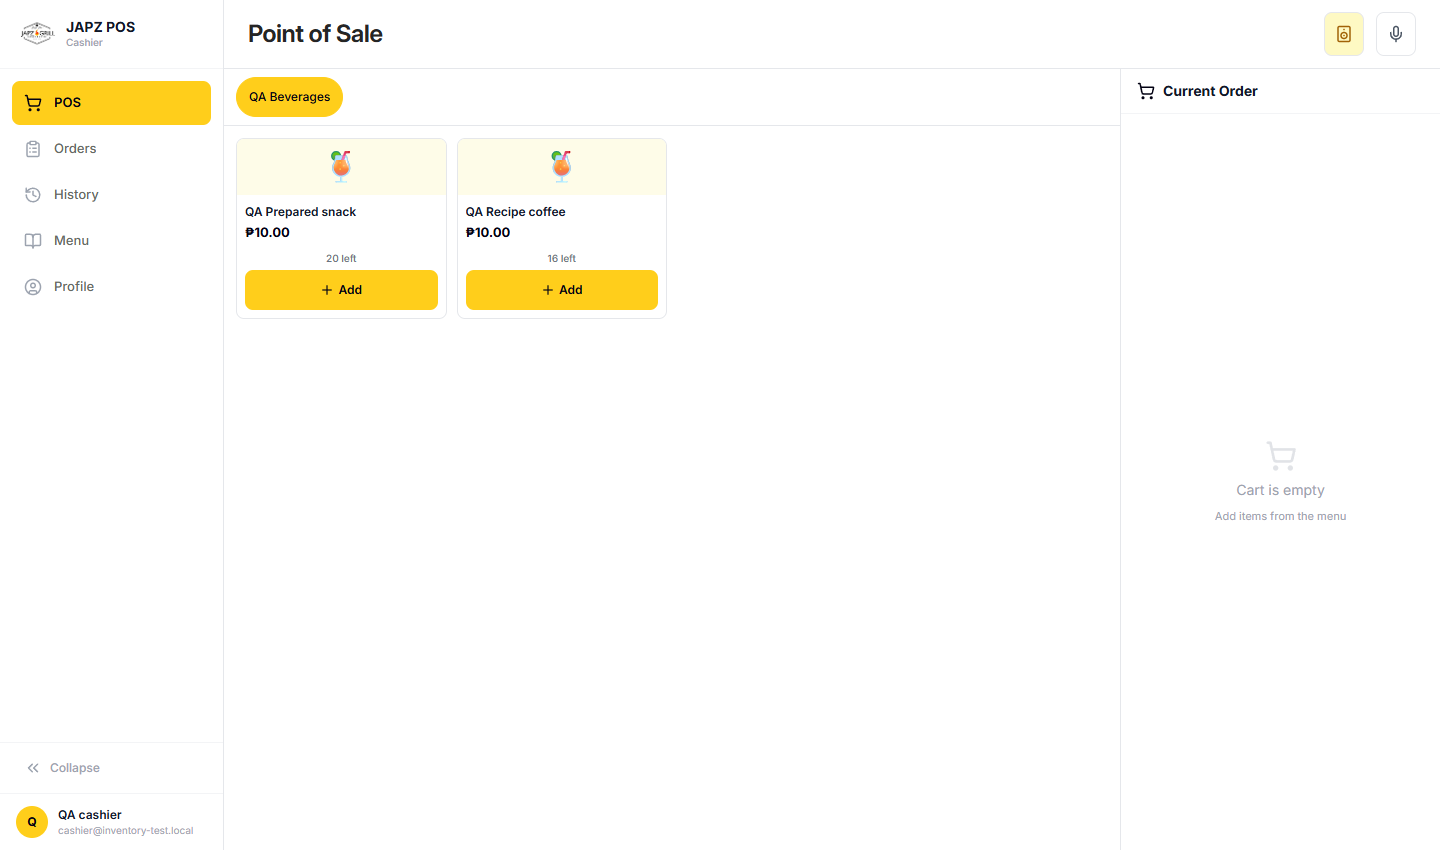 JAPZ GRILL
JAPZ POS
Cashier
POS
Orders
History
Menu
Profile
Collapse
Q
QA cashier
cashier@inventory-test.local
Point of Sale
QA Beverages
QA Prepared snack
₱10.00
20 left
+ Add
QA Recipe coffee
₱10.00
16 left
+ Add
Current Order
Cart is empty
Add items from the menu